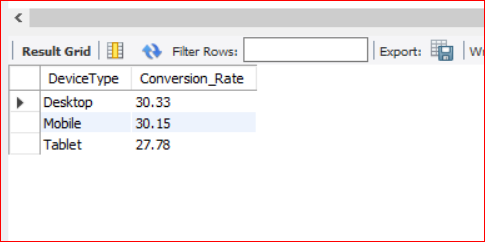 Result Grid Filter Rows: Export:
DeviceType Conversion_Rate
Desktop 30.33
Mobile 30.15
Tablet 27.78